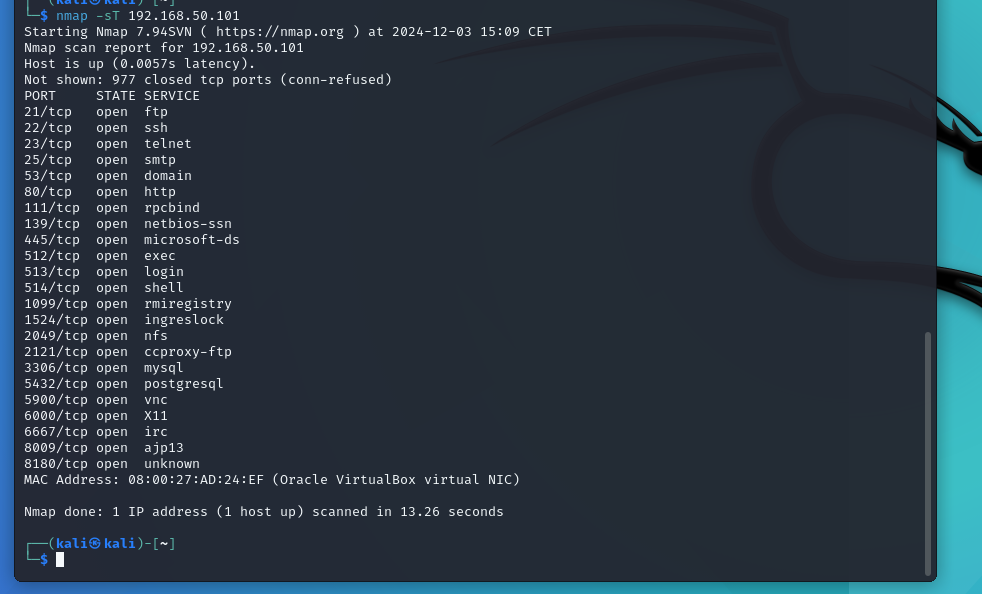 ┌──(kali㉿kali)-[~]
└─$ nmap -sT 192.168.50.101
Starting Nmap 7.94SVN ( https://nmap.org ) at 2024-12-03 15:09 CET
Nmap scan report for 192.168.50.101
Host is up (0.0057s latency).
Not shown: 977 closed tcp ports (conn-refused)
PORT     STATE SERVICE
21/tcp   open  ftp
22/tcp   open  ssh
23/tcp   open  telnet
25/tcp   open  smtp
53/tcp   open  domain
80/tcp   open  http
111/tcp  open  rpcbind
139/tcp  open  netbios-ssn
445/tcp  open  microsoft-ds
512/tcp  open  exec
513/tcp  open  login
514/tcp  open  shell
1099/tcp open  rmiregistry
1524/tcp open  ingreslock
2049/tcp open  nfs
2121/tcp open  ccproxy-ftp
3306/tcp open  mysql
5432/tcp open  postgresql
5900/tcp open  vnc
6000/tcp open  X11
6667/tcp open  irc
8009/tcp open  ajp13
8180/tcp open  unknown
MAC Address: 08:00:27:AD:24:EF (Oracle VirtualBox virtual NIC)
Nmap done: 1 IP address (1 host up) scanned in 13.26 seconds
┌──(kali㉿kali)-[~]
└─$